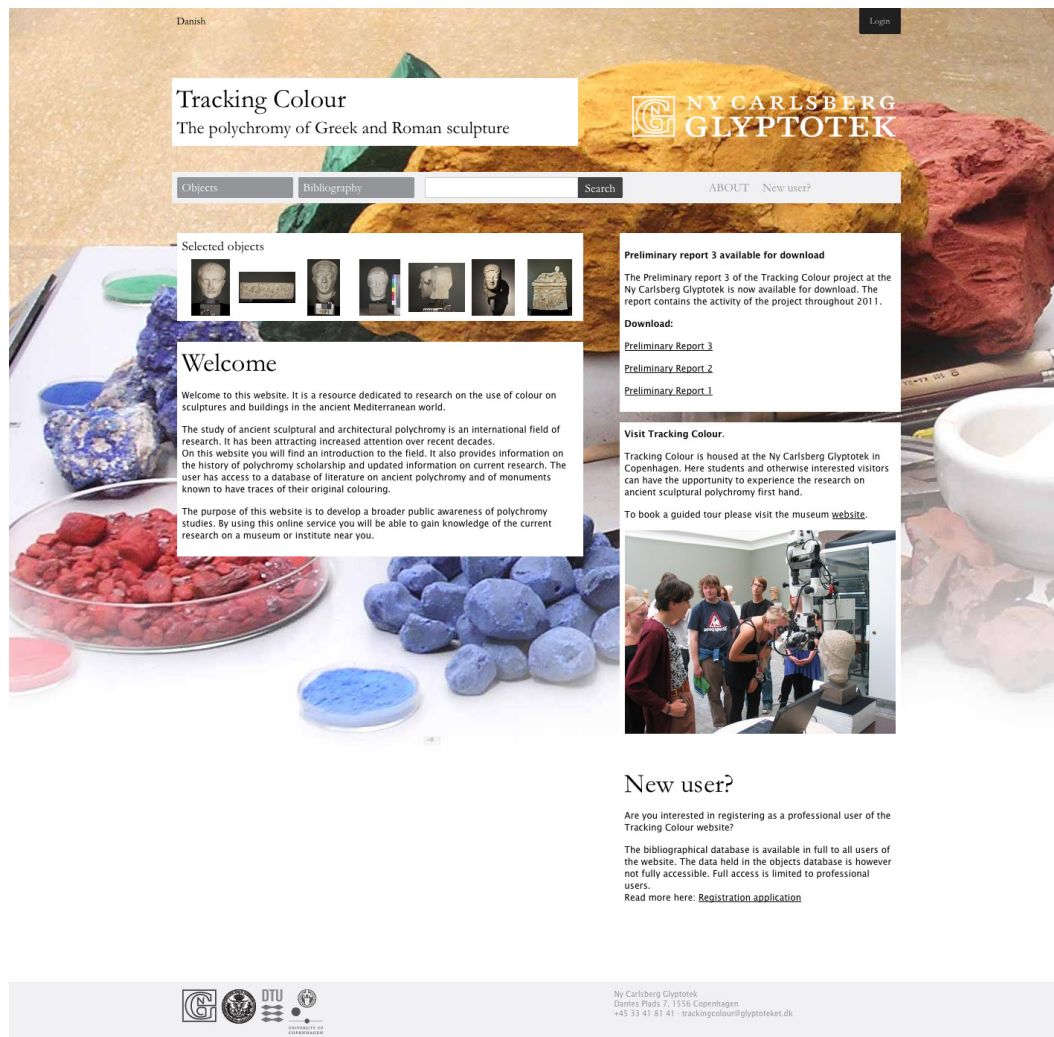 Danish
Login
Tracking Colour
The polychromy of Greek and Roman sculpture
NY CARLSBERG
GLYPTOTEK
Objects
Bibliography
Search
ABOUT
New user?
Selected objects
Welcome
Welcome to this website. It is a resource dedicated to research on the use of colour on
sculptures and buildings in the ancient Mediterranean world.
The study of ancient sculptural and architectural polychromy is an international field of
research. It has been attracting increased attention over recent decades.
On this website you will find an introduction to the field. It also provides information on
the history of polychromy scholarship and updated information on current research. The
user has access to a database of literature on ancient polychromy and of monuments
known to have traces of their original colouring.
The purpose of this website is to develop a broader public awareness of polychromy
studies. By using this online service you will be able to gain knowledge of the current
research on a museum or institute near you.
Preliminary report 3 available for download
The Preliminary report 3 of the Tracking Colour project at the
Ny Carlsberg Glyptotek is now available for download. The
report contains the activity of the project throughout 2011.
Download:
Preliminary Report 3
Preliminary Report 2
Preliminary Report 1
Visit Tracking Colour.
Tracking Colour is housed at the Ny Carlsberg Glyptotek in
Copenhagen. Here students and otherwise interested visitors
can have the upportunity to experience the research on
ancient sculptural polychromy first hand.
To book a guided tour please visit the museum website.
New user?
Are you interested in registering as a professional user of the
Tracking Colour website?
The bibliographical database is available in full to all users of
the website. The data held in the objects database is however
not fully accessible. Full access is limited to professional
users.
Read more here: Registration application
DTU
UNIVERSITY OF
COPENHAGEN
Ny Carlsberg Glyptotek
Dantes Plads 7, 1556 Copenhagen
+45 33 41 81 41 · trackingcolour@glyptoteket.dk